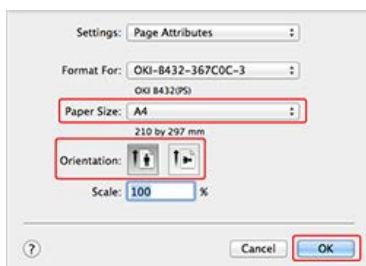 Settings: Page Attributes
Format For: OKI-B432-367C0C-3
OKI B432(PS)
Paper Size: A4
210 by 297 mm
Orientation:
Scale: 100 %
? Cancel OK